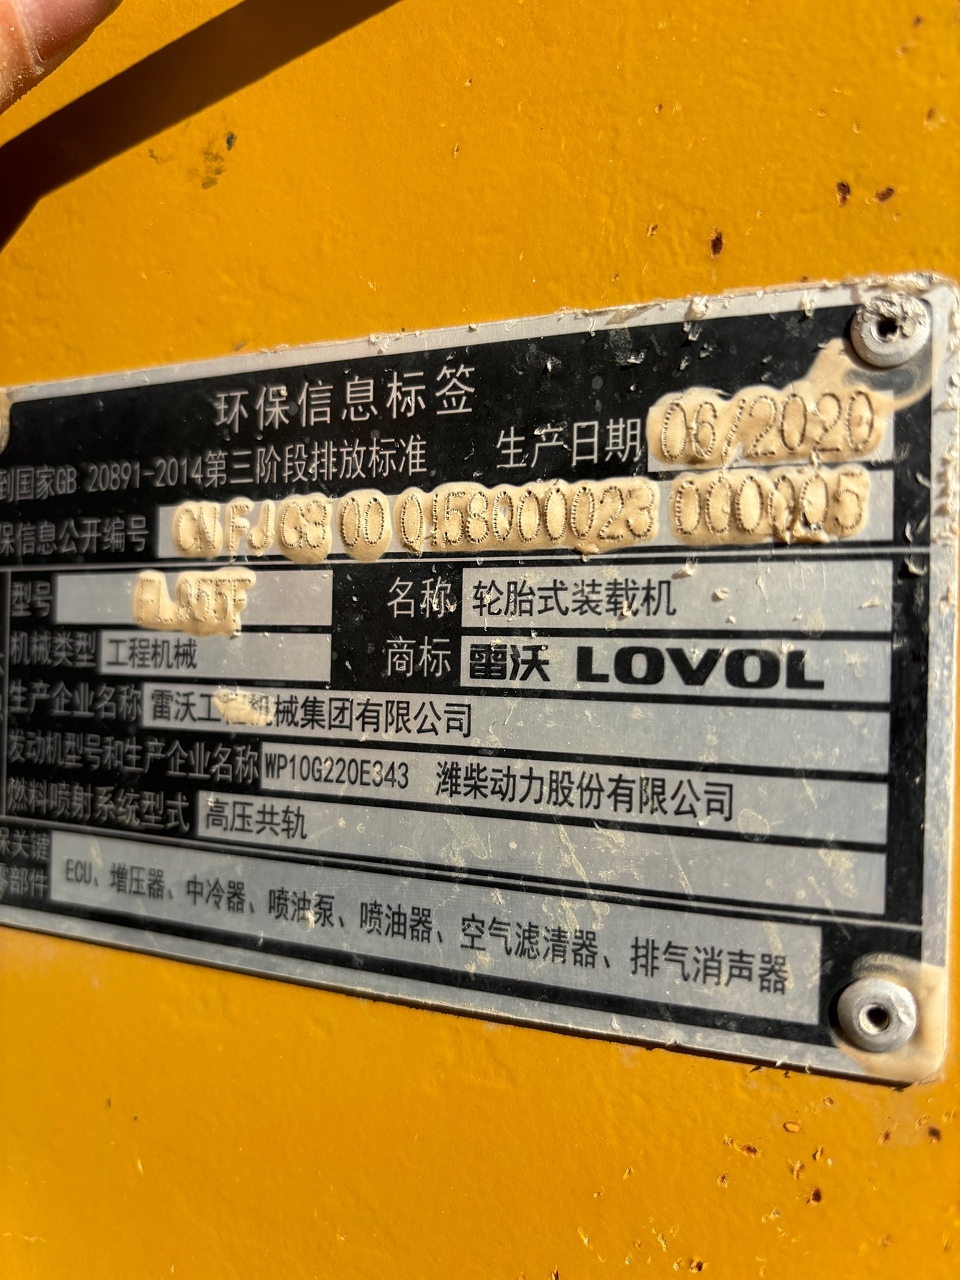 环保信息标签
到国家GB 20891-2014第三阶段排放标准 生产日期 06/2020
保信息公开编号 CN FJ G3 00 0158000023 000005
型号 名称 轮胎式装载机
机械类型 工程机械 商标 雷沃 LOVOL
生产企业名称 雷沃工程机械集团有限公司
发动机型号和生产企业名称 WP10G220E343 潍柴动力股份有限公司
燃料喷射系统型式 高压共轨
保关键
零部件 ECU、增压器、中冷器、喷油泵、喷油器、空气滤清器、排气消声器